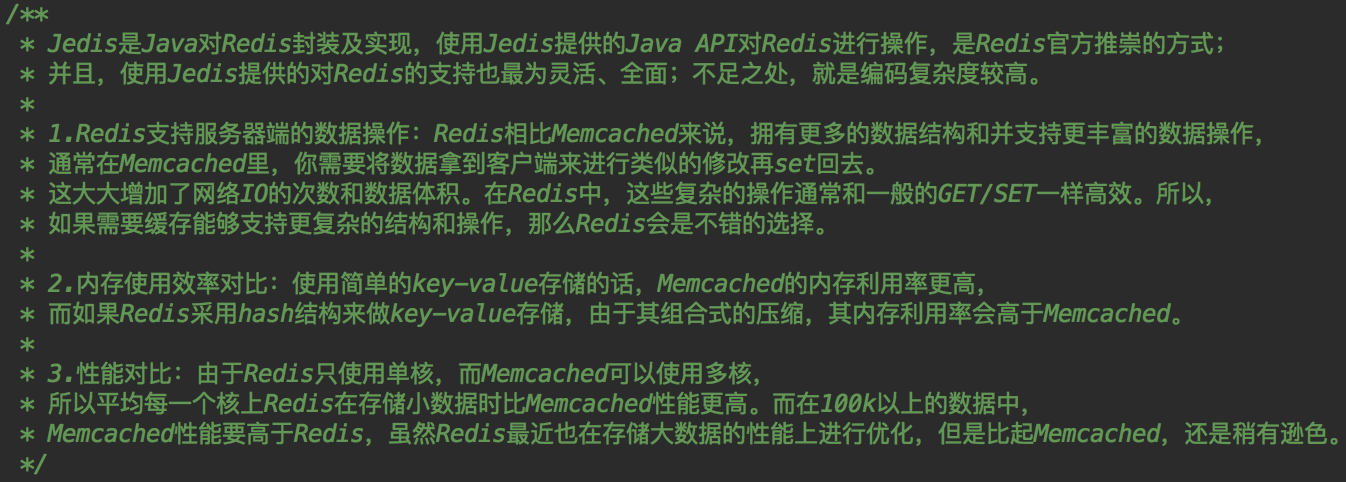 /**
* Jedis是Java对Redis封装及实现，使用Jedis提供的Java API对Redis进行操作，是Redis官方推崇的方式；
* 并且，使用Jedis提供的对Redis的支持也最为灵活、全面；不足之处，就是编码复杂度较高。
*
* 1.Redis支持服务器端的数据操作：Redis相比Memcached来说，拥有更多的数据结构和并支持更丰富的数据操作，
* 通常在Memcached里，你需要将数据拿到客户端来进行类似的修改再set回去。
* 这大大增加了网络IO的次数和数据体积。在Redis中，这些复杂的操作通常和一般的GET/SET一样高效。所以，
* 如果需要缓存能够支持更复杂的结构和操作，那么Redis会是不错的选择。
*
* 2.内存使用效率对比：使用简单的key-value存储的话，Memcached的内存利用率更高，
* 而如果Redis采用hash结构来做key-value存储，由于其组合式的压缩，其内存利用率会高于Memcached。
*
* 3.性能对比：由于Redis只使用单核，而Memcached可以使用多核，
* 所以平均每一个核上Redis在存储小数据时比Memcached性能更高。而在100k以上的数据中，
* Memcached性能要高于Redis，虽然Redis最近也在存储大数据的性能上进行优化，但是比起Memcached，还是稍有逊色。
*/